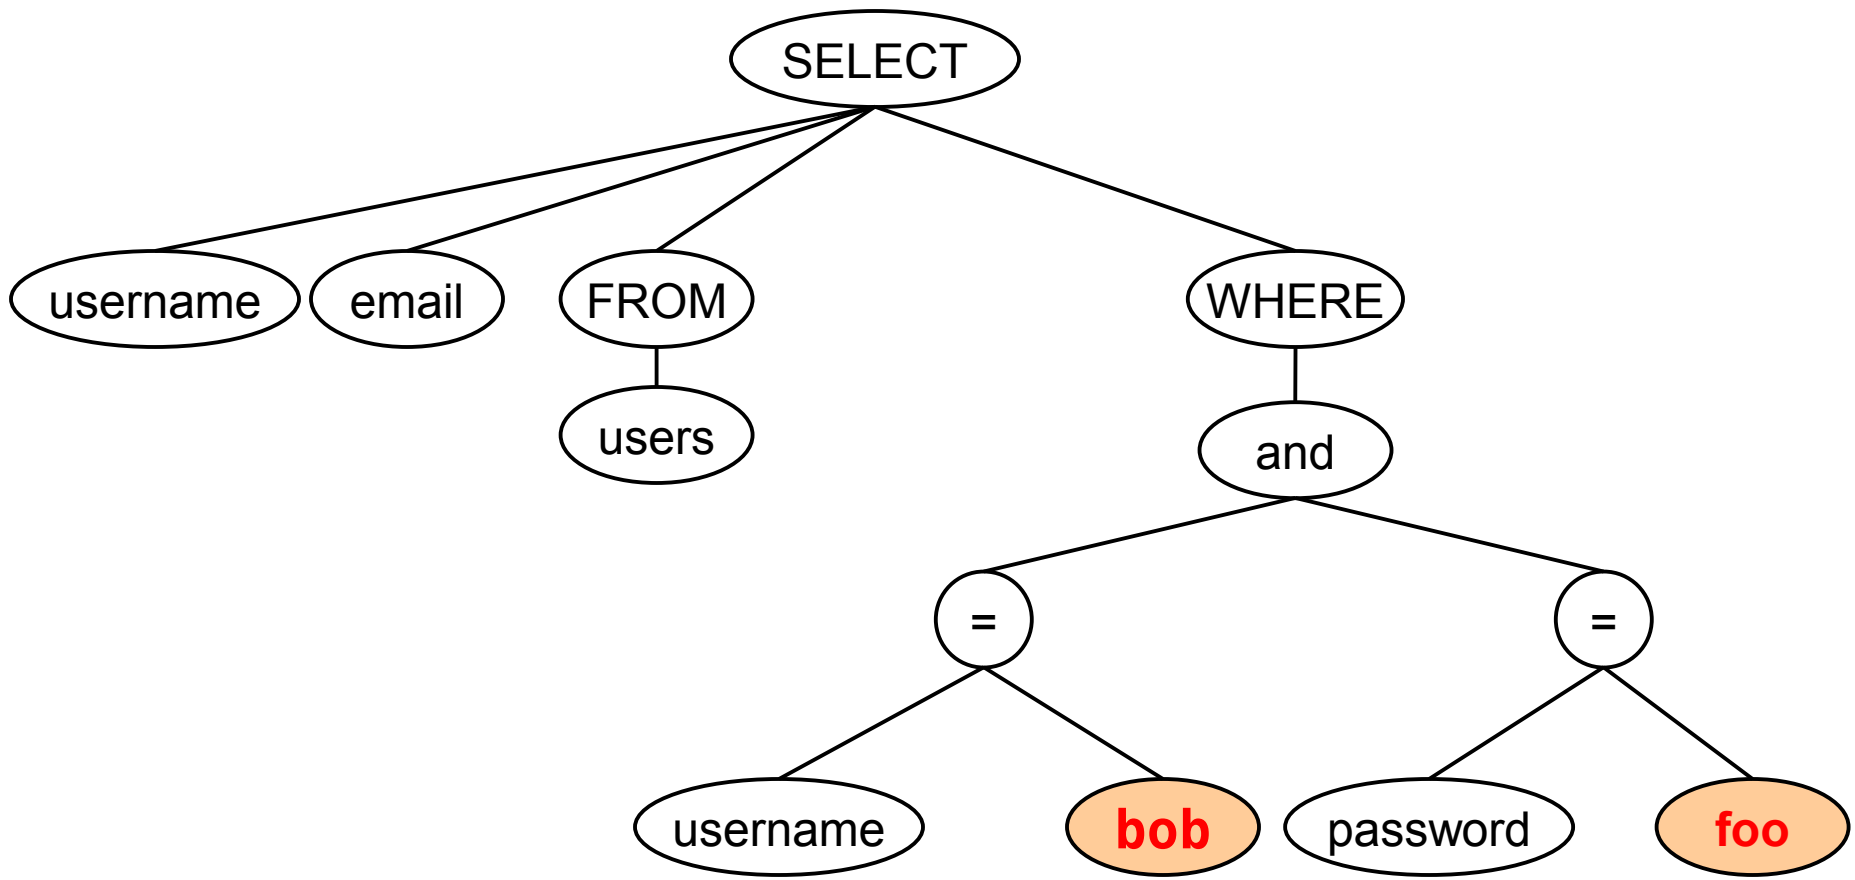 SELECT
username
email
FROM
WHERE
users
and
=
=
username
bob
password
foo